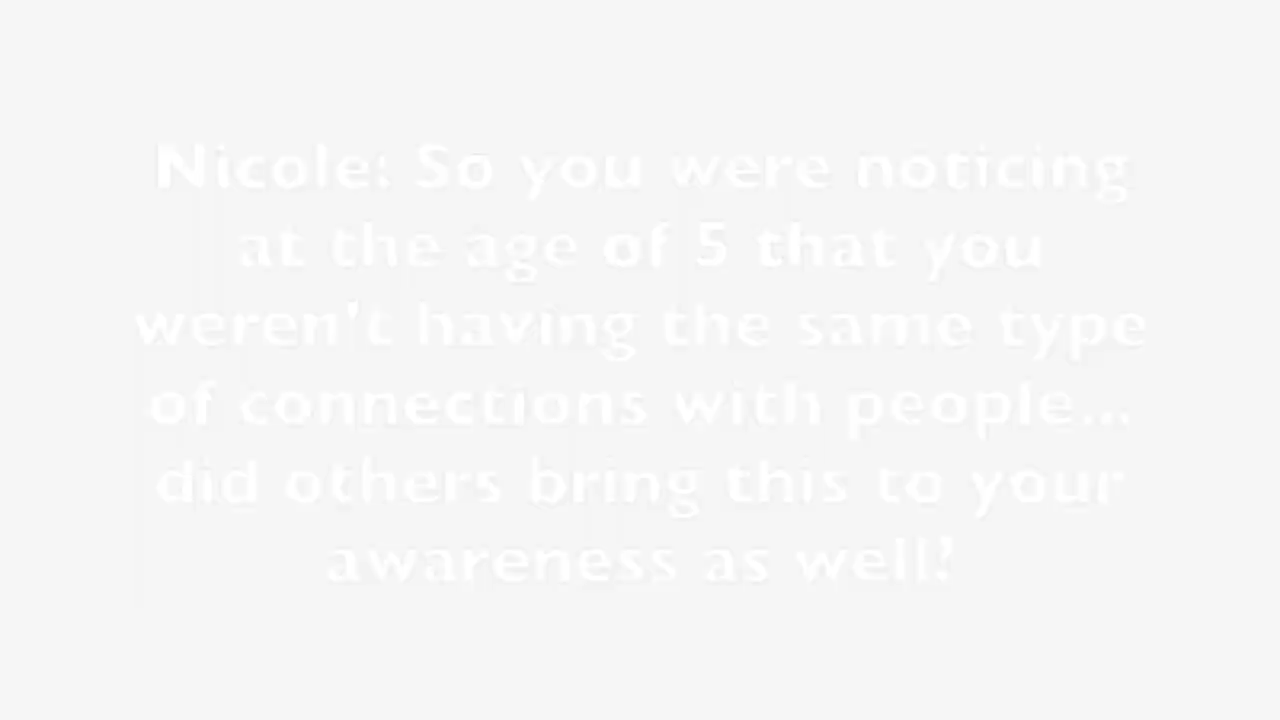 Nicole: So you were noticing
at the age of 5 that you
weren't having the same type
of connections with people...
did others bring this to your
awareness as well?